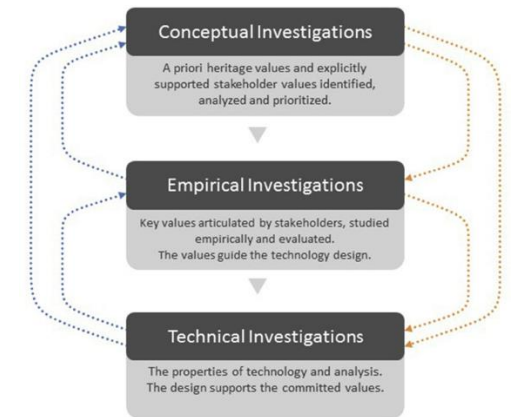 Conceptual Investigations
A priori heritage values and explicitly
supported stakeholder values identified,
analyzed and prioritized.
Empirical Investigations
Key values articulated by stakeholders, studied
empirically and evaluated.
The values guide the technology design.
Technical Investigations
The properties of technology and analysis.
The design supports the committed values.